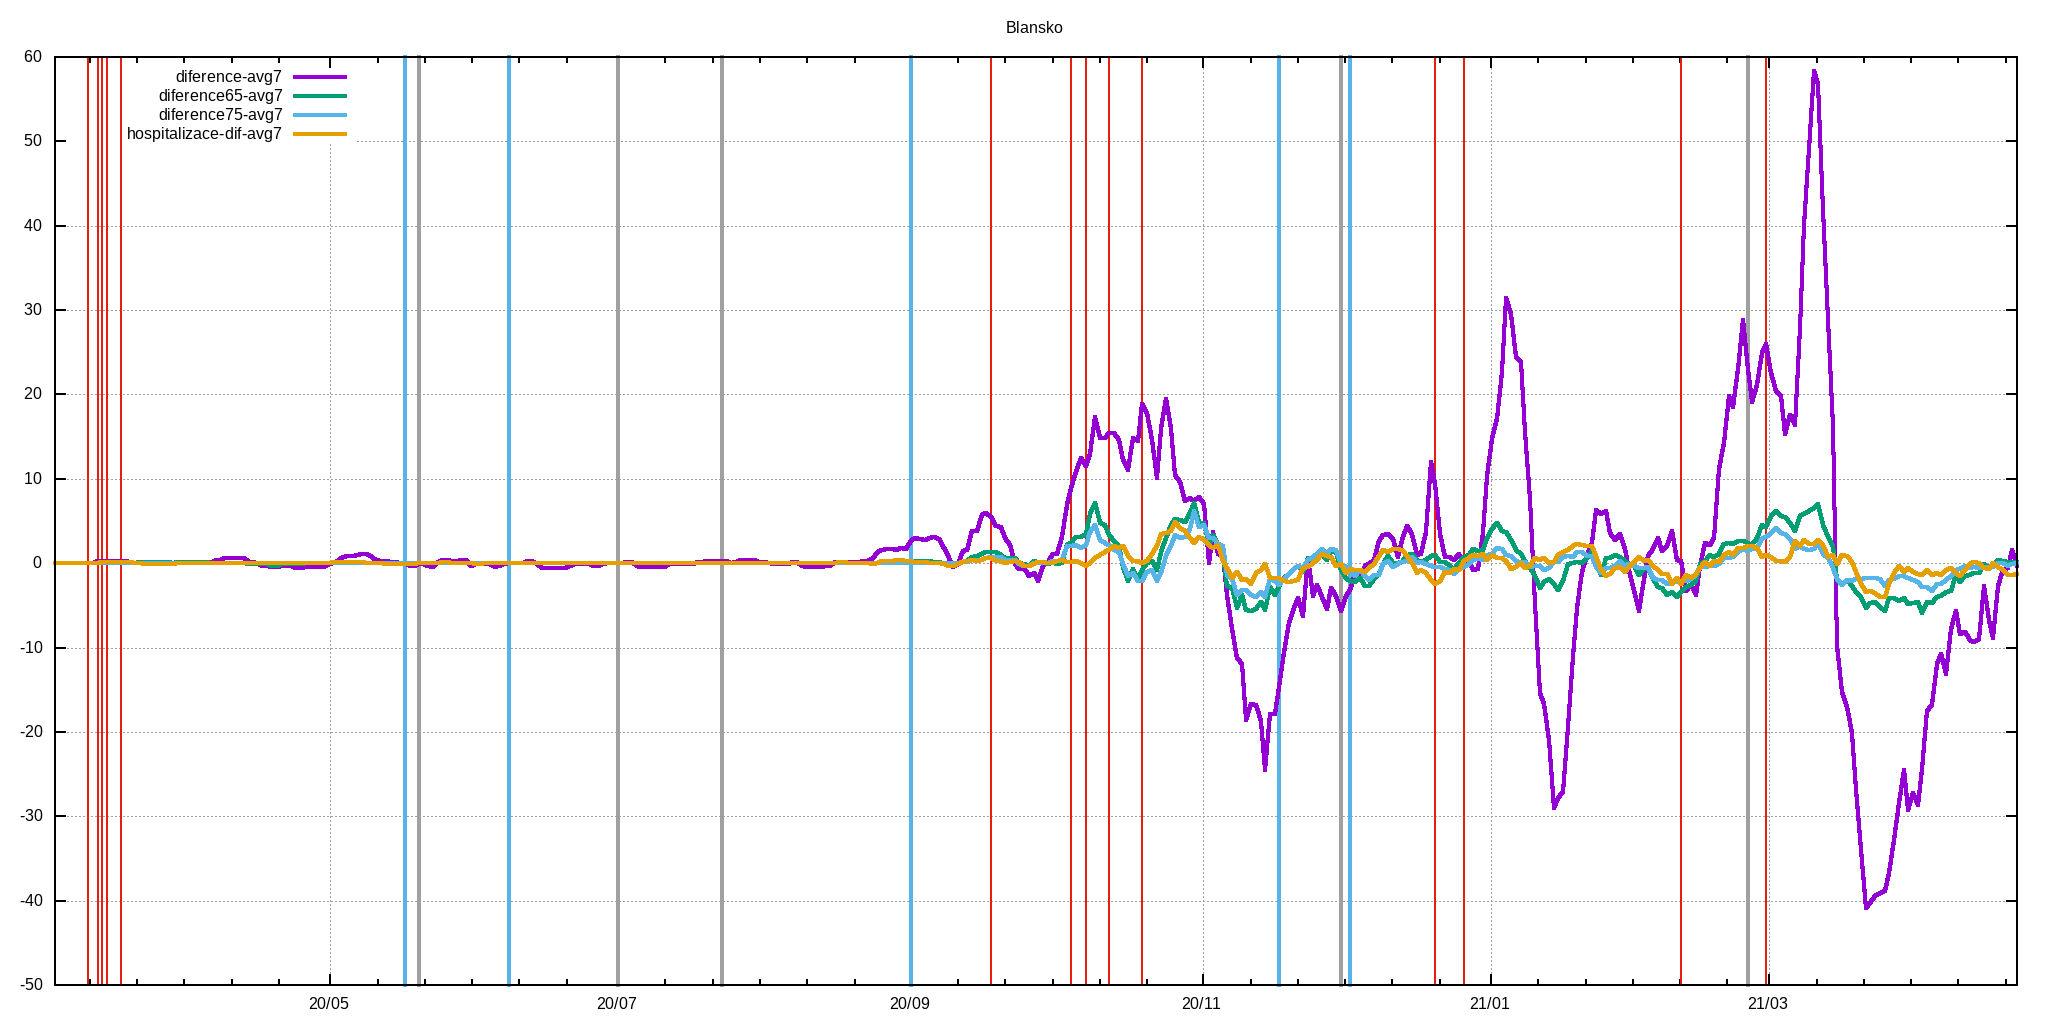 Blansko
60
50
40
30
20
10
0
-10
-20
-30
-40
-50
diference-avg7
diference65-avg7
diference75-avg7
hospitalizace-dif-avg7
20/05 20/07 20/09 20/11 21/01 21/03